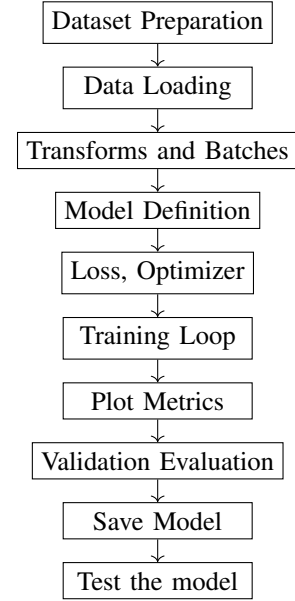 Dataset Preparation
Data Loading
Transforms and Batches
Model Definition
Loss, Optimizer
Training Loop
Plot Metrics
Validation Evaluation
Save Model
Test the model